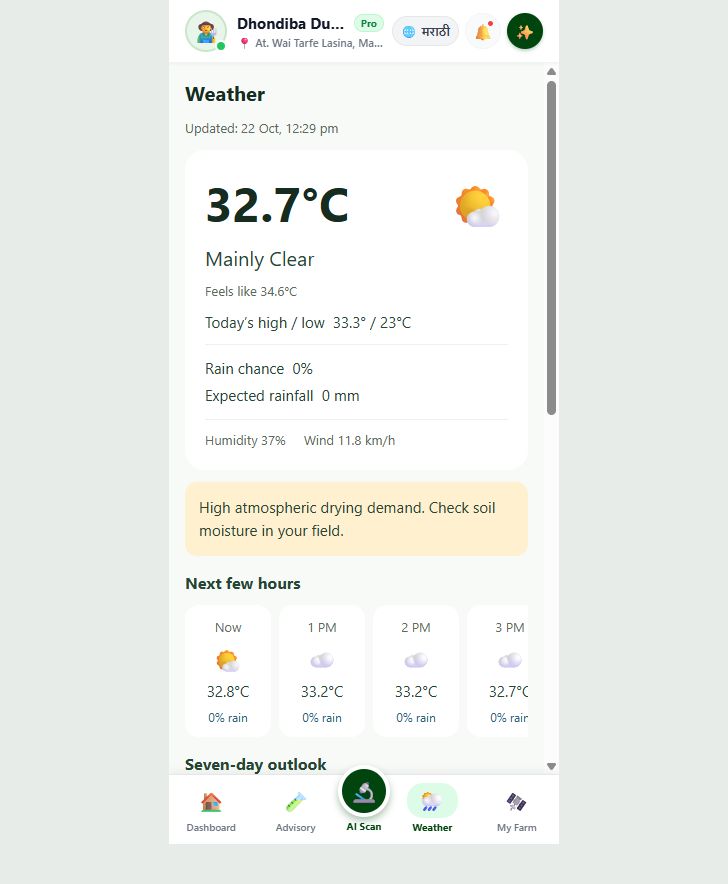 Dhondiba Du... Pro
At. Wai Tarfe Lasina, Ma...
मराठी
Weather
Updated: 22 Oct, 12:29 pm
32.7°C
Mainly Clear
Feels like 34.6°C
Today's high / low 33.3° / 23°C
Rain chance 0%
Expected rainfall 0 mm
Humidity 37% Wind 11.8 km/h
High atmospheric drying demand. Check soil
moisture in your field.
Next few hours
Now 1 PM 2 PM 3 PM
32.8°C 33.2°C 33.2°C 32.7°C
0% rain 0% rain 0% rain 0% rain
Seven-day outlook
Dashboard Advisory AI Scan Weather My Farm